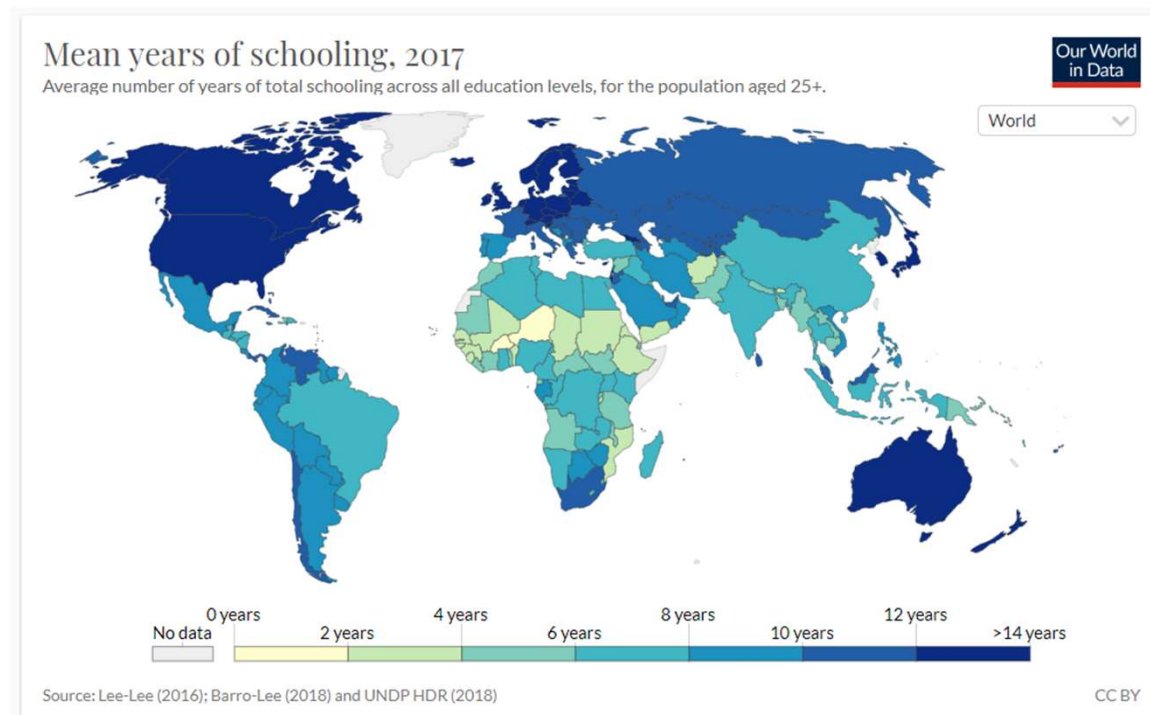 Mean years of schooling, 2017
Average number of years of total schooling across all education levels, for the population aged 25+.
Our World
in Data
World
0 years 4 years 8 years 12 years
No data 2 years 6 years 10 years >14 years
Source: Lee-Lee (2016); Barro-Lee (2018) and UNDP HDR (2018) CC BY